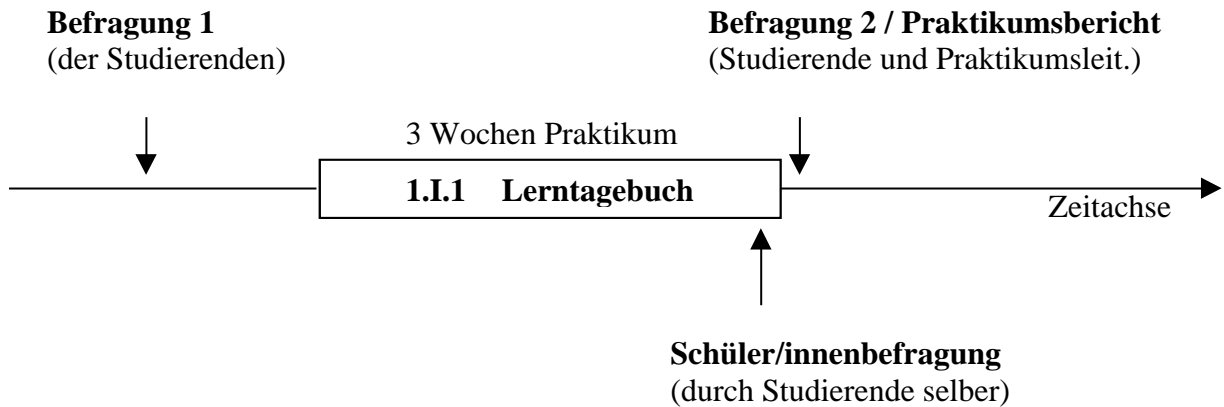 Befragung 1
(der Studierenden)
Befragung 2 / Praktikumsbericht
(Studierende und Praktikumsleit.)
3 Wochen Praktikum
1.I.1 Lerntagebuch
Zeitachse
Schüler/innenbefragung
(durch Studierende selber)